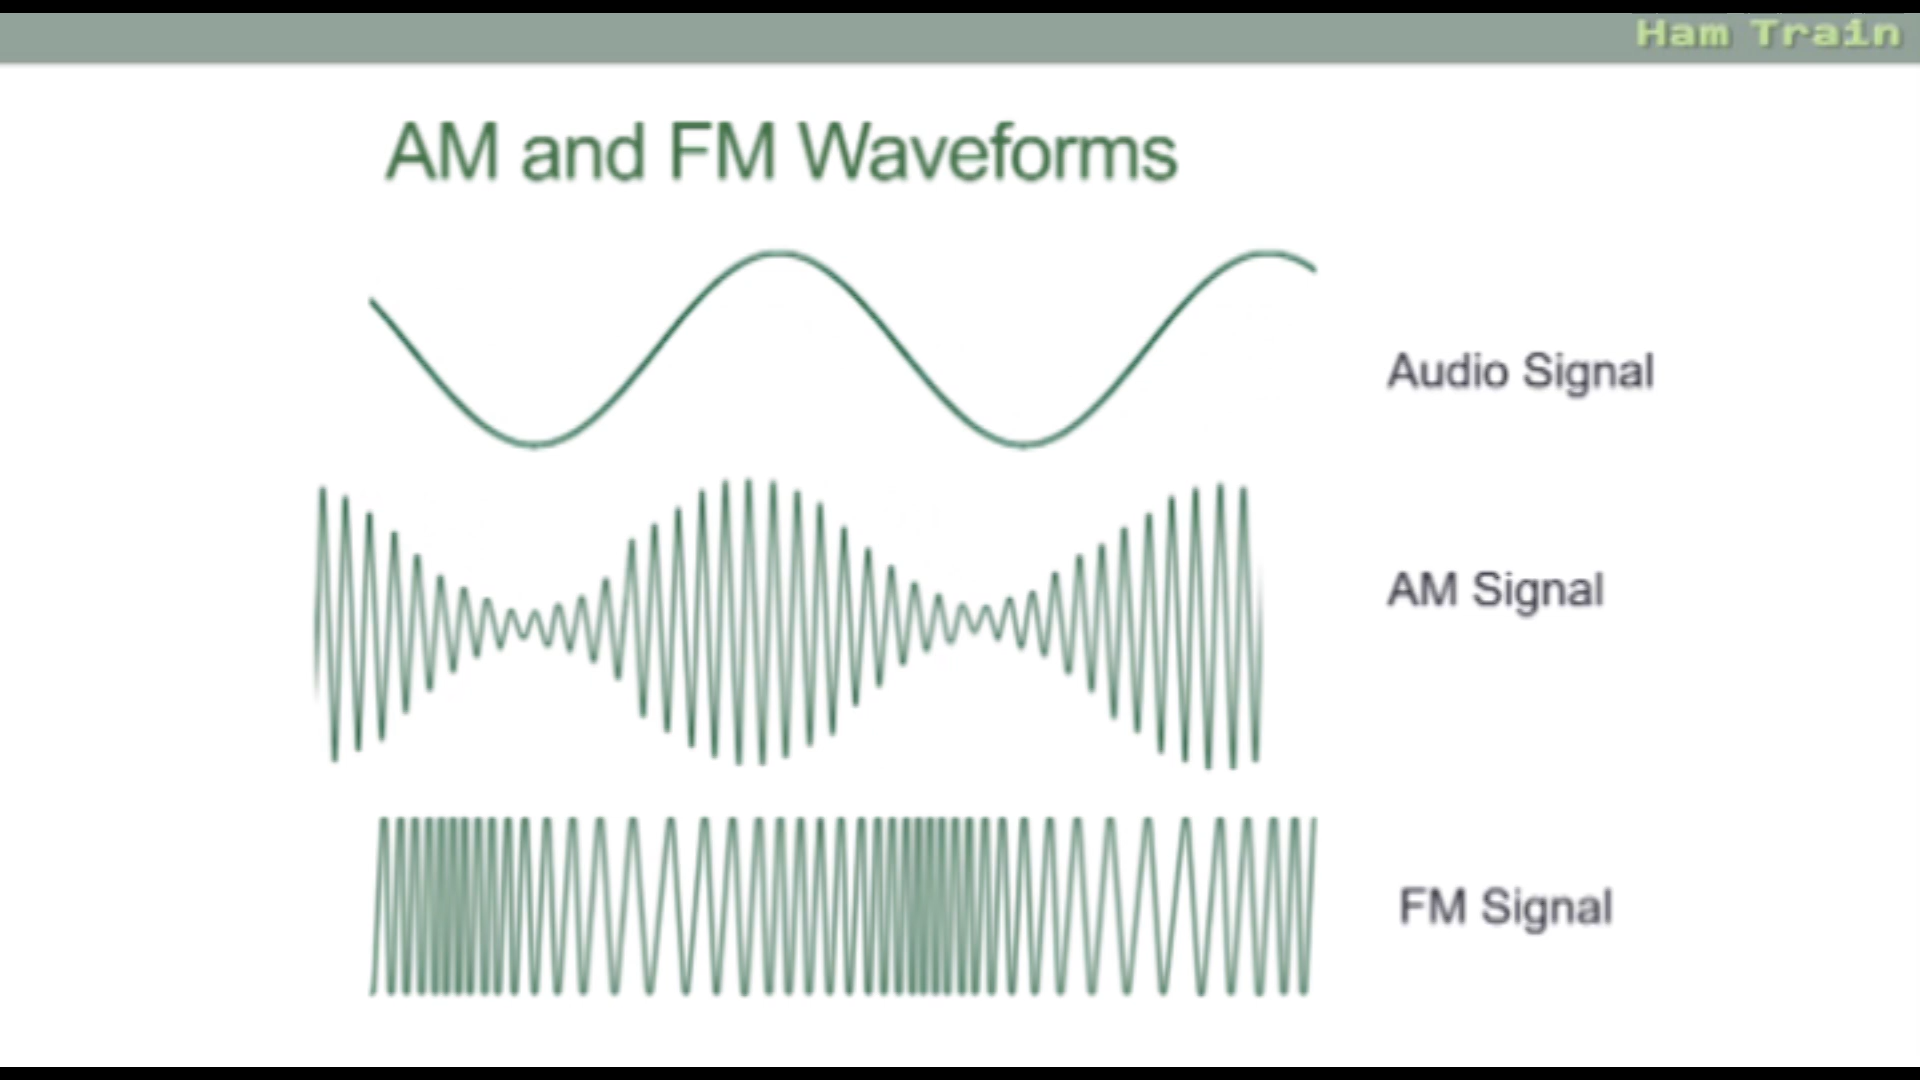 Ham Train
AM and FM Waveforms
Audio Signal
AM Signal
FM Signal